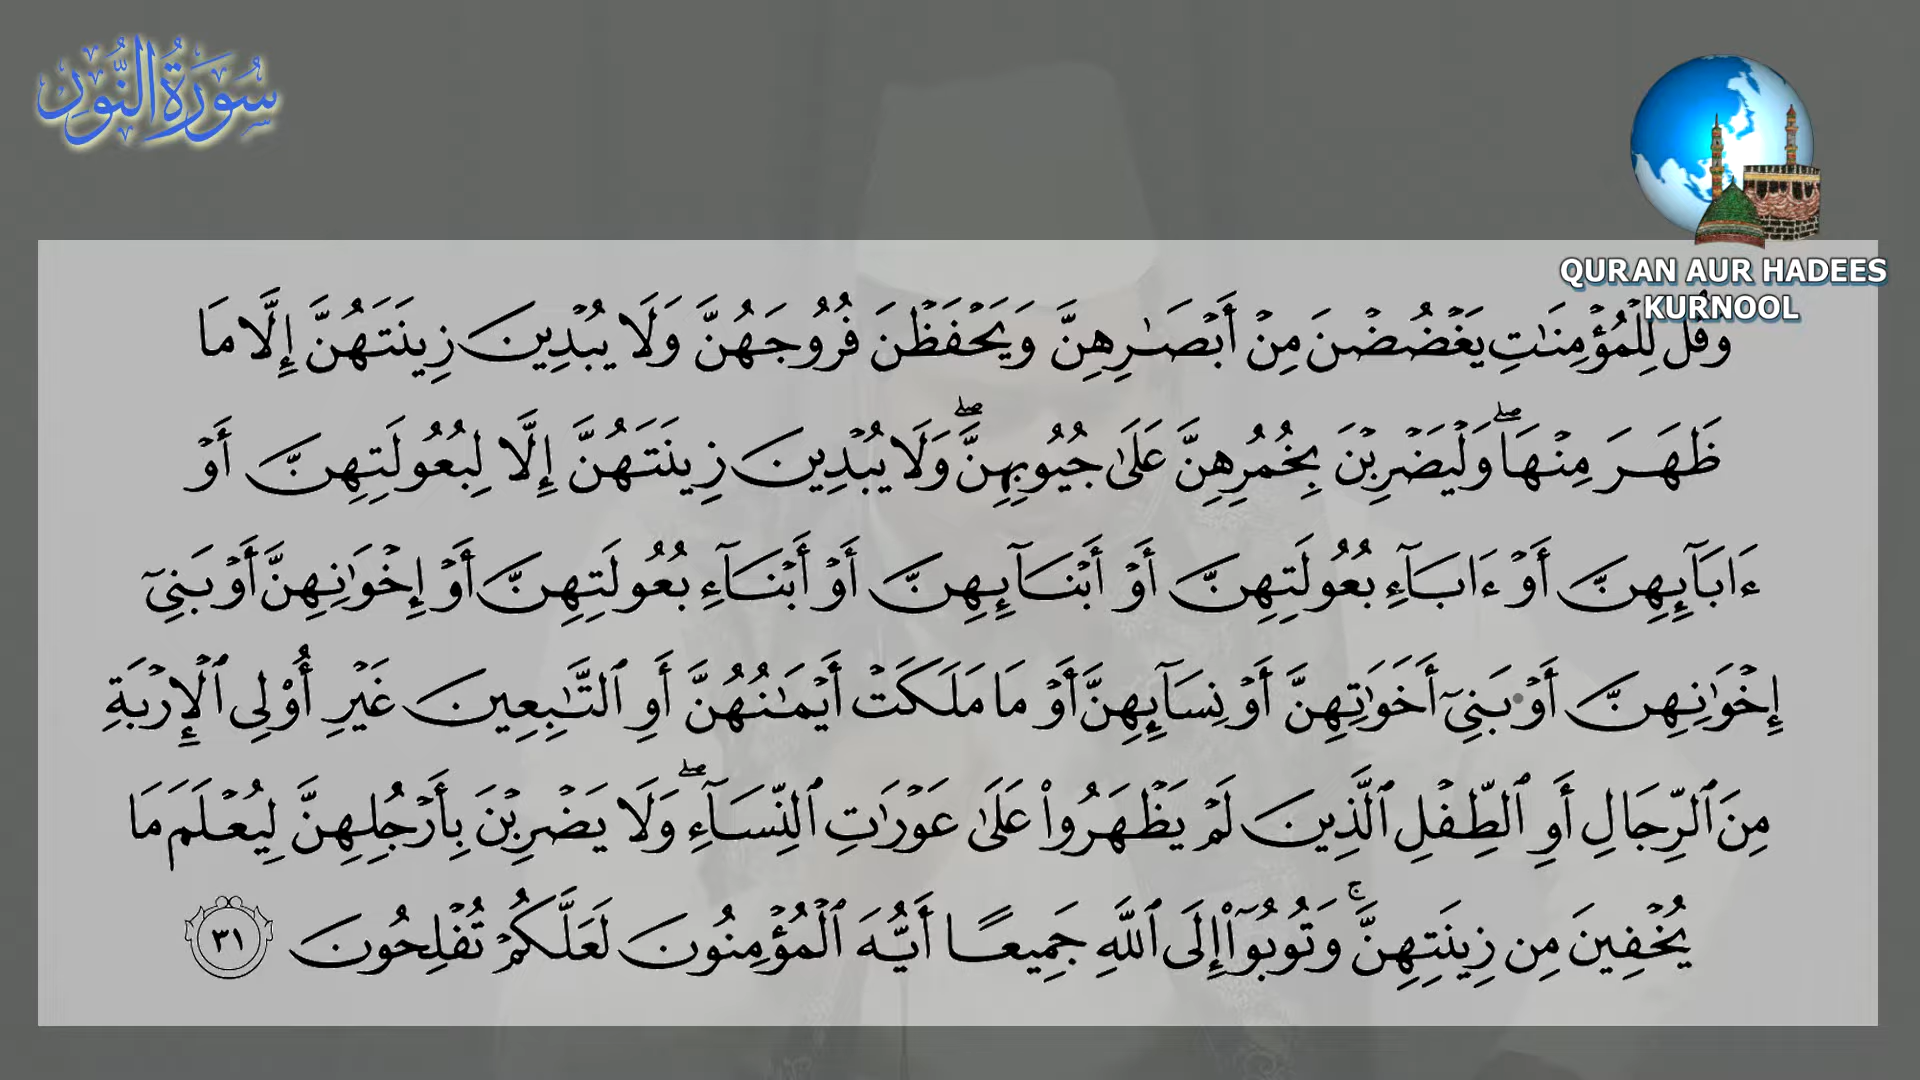 سُورَةُ النُّورِ
QURAN AUR HADEES
KURNOOL
وَقُل لِّلْمُؤْمِنَٰتِ يَغْضُضْنَ مِنْ أَبْصَٰرِهِنَّ وَيَحْفَظْنَ فُرُوجَهُنَّ وَلَا يُبْدِينَ زِينَتَهُنَّ إِلَّا مَا
ظَهَرَ مِنْهَا ۖ وَلْيَضْرِبْنَ بِخُمُرِهِنَّ عَلَىٰ جُيُوبِهِنَّ ۖ وَلَا يُبْدِينَ زِينَتَهُنَّ إِلَّا لِبُعُولَتِهِنَّ أَوْ
ءَابَآئِهِنَّ أَوْ ءَابَآءِ بُعُولَتِهِنَّ أَوْ أَبْنَآئِهِنَّ أَوْ أَبْنَآءِ بُعُولَتِهِنَّ أَوْ إِخْوَٰنِهِنَّ أَوْ بَنِىٓ
إِخْوَٰنِهِنَّ أَوْ بَنِىٓ أَخَوَٰتِهِنَّ أَوْ نِسَآئِهِنَّ أَوْ مَا مَلَكَتْ أَيْمَٰنُهُنَّ أَوِ ٱلتَّٰبِعِينَ غَيْرِ أُو۟لِى ٱلْإِرْبَةِ
مِنَ ٱلرِّجَالِ أَوِ ٱلطِّفْلِ ٱلَّذِينَ لَمْ يَظْهَرُوا۟ عَلَىٰ عَوْرَٰتِ ٱلنِّسَآءِ ۖ وَلَا يَضْرِبْنَ بِأَرْجُلِهِنَّ لِيُعْلَمَ مَا
يُخْفِينَ مِن زِينَتِهِنَّ ۚ وَتُوبُوٓا۟ إِلَى ٱللَّهِ جَمِيعًا أَيُّهَ ٱلْمُؤْمِنُونَ لَعَلَّكُمْ تُفْلِحُونَ ٣١